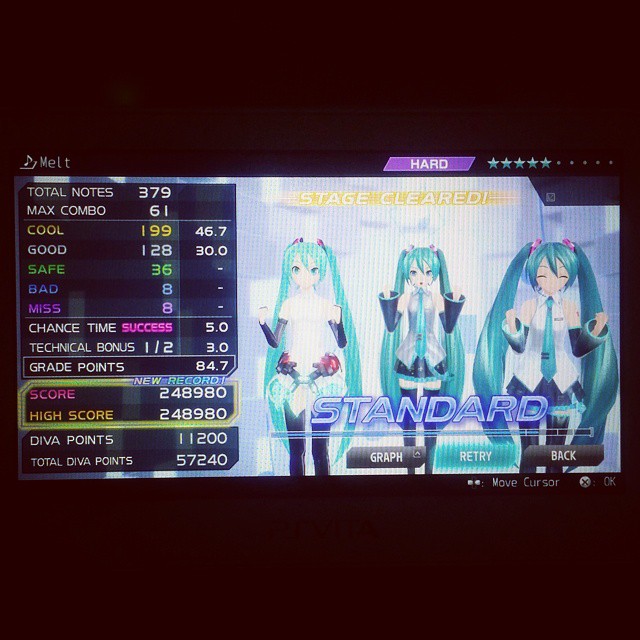 Melt
HARD
STAGE CLEARED!
TOTAL NOTES 379
MAX COMBO 61
COOL 199 46.7
GOOD 128 30.0
SAFE 36 -
BAD 8 -
MISS 8 -
CHANCE TIME SUCCESS 5.0
TECHNICAL BONUS 1/2 3.0
GRADE POINTS 84.7
NEW RECORD!
SCORE 248980
HIGH SCORE 248980
DIVA POINTS 11200
TOTAL DIVA POINTS 57240
STANDARD
GRAPH RETRY BACK
: Move Cursor : OK
PSVITA